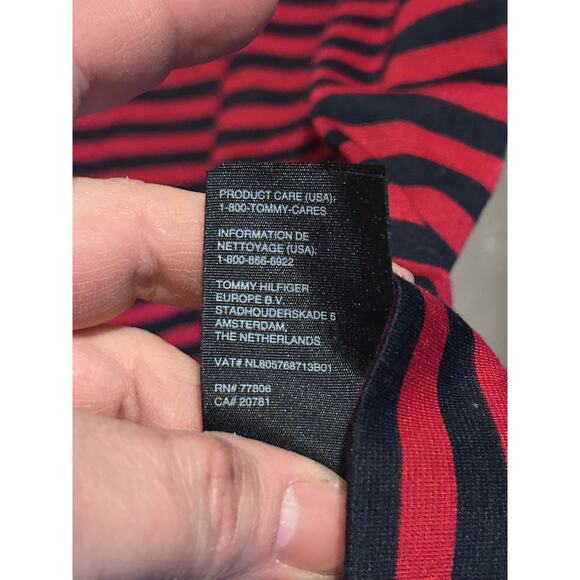 PRODUCT CARE (USA).
1-800-TOMMY-CARES
INFORMATION DE
NETTOYAGE (USA).
1-800-866-6922
TOMMY HILFIGER
EUROPE B.V.
STADHOUDERSKADE 6
AMSTERDAM,
THE NETHERLANDS
VAT# NL805768713B01
RN# 77806
CA# 20781